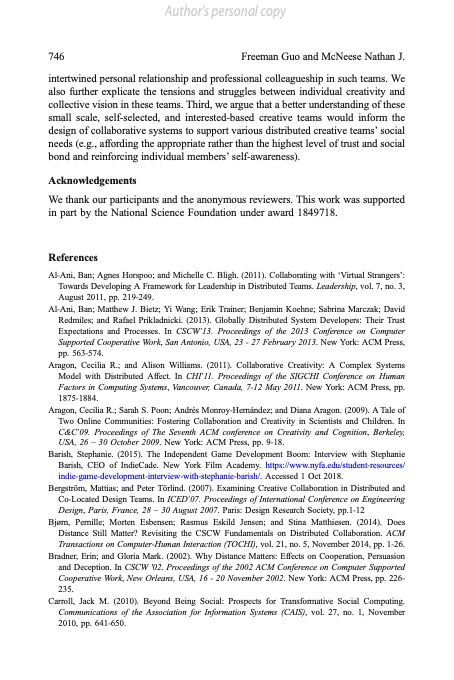 Author's personal copy
746 Freeman Guo and McNeese Nathan J.
intertwined personal relationship and professional colleagueship in such teams. We
also further explicate the tensions and struggles between individual creativity and
collective vision in these teams. Third, we argue that a better understanding of these
small scale, self-selected, and interested-based creative teams would inform the
design of collaborative systems to support various distributed creative teams' social
needs (e.g., affording the appropriate rather than the highest level of trust and social
bond and reinforcing individual members' self-awareness).
Acknowledgements
We thank our participants and the anonymous reviewers. This work was supported
in part by the National Science Foundation under award 1849718.
References
Al-Ani, Ban; Agnes Horspoo; and Michelle C. Bligh. (2011). Collaborating with 'Virtual Strangers':
Towards Developing A Framework for Leadership in Distributed Teams. Leadership, vol. 7, no. 3,
August 2011, pp. 219-249.
Al-Ani, Ban; Matthew J. Bietz; Yi Wang; Erik Trainer; Benjamin Koehne; Sabrina Marczak; David
Redmiles; and Rafael Prikladnicki. (2013). Globally Distributed System Developers: Their Trust
Expectations and Processes. In CSCW'13. Proceedings of the 2013 Conference on Computer
Supported Cooperative Work, San Antonio, USA, 23 - 27 February 2013. New York: ACM Press,
pp. 563-574.
Aragon, Cecilia R.; and Alison Williams. (2011). Collaborative Creativity: A Complex Systems
Model with Distributed Affect. In CHI'11. Proceedings of the SIGCHI Conference on Human
Factors in Computing Systems, Vancouver, Canada, 7-12 May 2011. New York: ACM Press, pp.
1875-1884.
Aragon, Cecilia R.; Sarah S. Poon; Andrés Monroy-Hernández; and Diana Aragon. (2009). A Tale of
Two Online Communities: Fostering Collaboration and Creativity in Scientists and Children. In
C&C'09. Proceedings of The Seventh ACM conference on Creativity and Cognition, Berkeley,
USA, 26 – 30 October 2009. New York: ACM Press, pp. 9-18.
Barish, Stephanie. (2015). The Independent Game Development Boom: Interview with Stephanie
Barish, CEO of IndieCade. New York Film Academy. https://www.nyfa.edu/student-resources/
indie-game-development-interview-with-stephanie-barish/. Accessed 1 Oct 2018.
Bergström, Mattias; and Peter Törlind. (2007). Examining Creative Collaboration in Distributed and
Co-Located Design Teams. In ICED'07. Proceedings of International Conference on Engineering
Design, Paris, France, 28 – 30 August 2007. Paris: Design Research Society, pp.1-12
Bjørn, Pernille; Morten Esbensen; Rasmus Eskild Jensen; and Stina Matthiesen. (2014). Does
Distance Still Matter? Revisiting the CSCW Fundamentals on Distributed Collaboration. ACM
Transactions on Computer-Human Interaction (TOCHI), vol. 21, no. 5, November 2014, pp. 1-26.
Bradner, Erin; and Gloria Mark. (2002). Why Distance Matters: Effects on Cooperation, Persuasion
and Deception. In CSCW '02, Proceedings of the 2002 ACM Conference on Computer Supported
Cooperative Work, New Orleans, USA, 16 - 20 November 2002. New York: ACM Press, pp. 226-
235.
Carroll, Jack M. (2010). Beyond Being Social: Prospects for Transformative Social Computing.
Communications of the Association for Information Systems (CAIS), vol. 27, no. 1, November
2010, pp. 641-650.